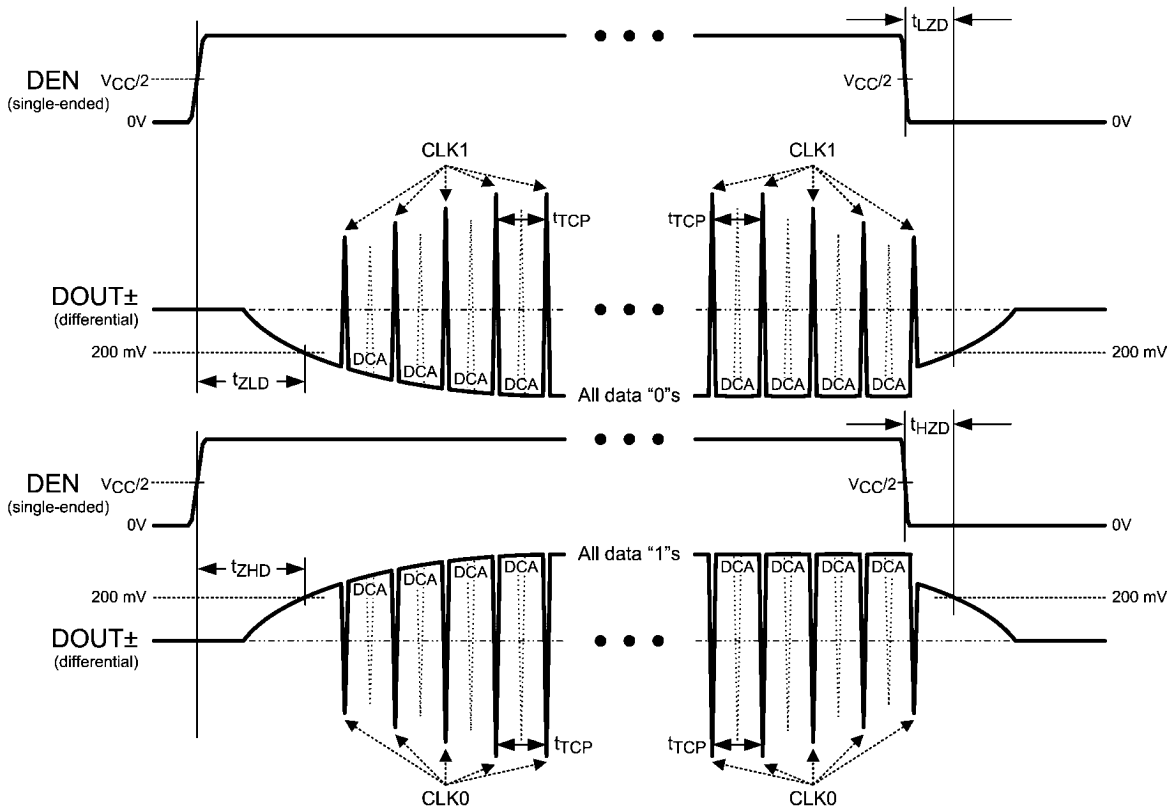 tLZD
DEN
(single-ended)
VCC/2
VCC/2
0V
0V
CLK1
CLK1
tTCP
tTCP
DOUT±
(differential)
200 mV
200 mV
DCA
DCA
DCA
DCA
DCA
DCA
DCA
DCA
tZLD
All data "0"s
tHZD
DEN
(single-ended)
VCC/2
VCC/2
0V
0V
All data "1"s
tZHD
DCA
DCA
DCA
DCA
DCA
DCA
DCA
DCA
200 mV
200 mV
DOUT±
(differential)
tTCP
tTCP
CLK0
CLK0